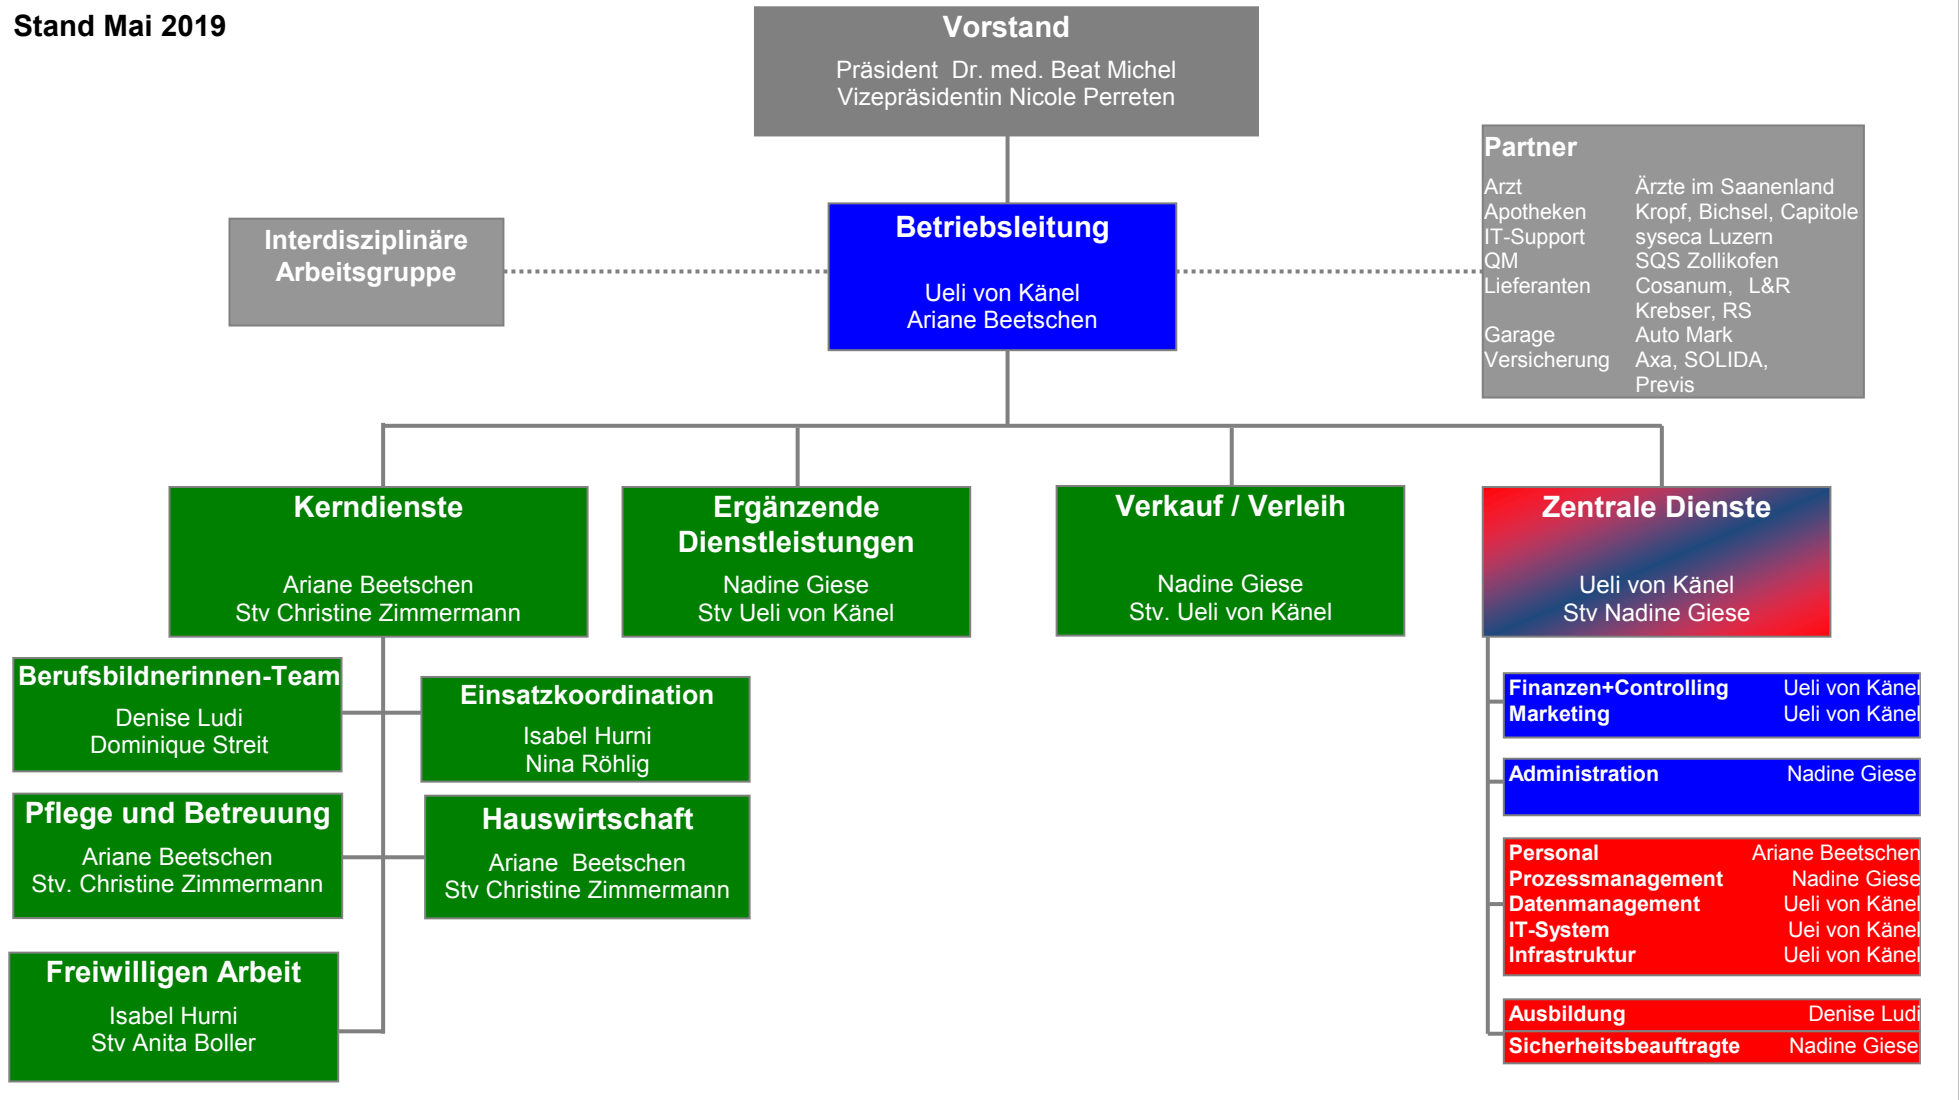 Stand Mai 2019
Vorstand
Präsident  Dr. med. Beat Michel
Vizepräsidentin Nicole Perreten
Partner
Arzt Ärzte im Saanenland
Apotheken Kropf, Bichsel, Capitole
IT-Support syseca Luzern
QM SQS Zollikofen
Lieferanten Cosanum,  L&R
Krebser, RS
Garage Auto Mark
Versicherung Axa, SOLIDA,
Previs
Betriebsleitung
Ueli von Känel
Ariane Beetschen
Interdisziplinäre
Arbeitsgruppe
Kerndienste
Ariane Beetschen
Stv Christine Zimmermann
Ergänzende
Dienstleistungen
Nadine Giese
Stv Ueli von Känel
Verkauf / Verleih
Nadine Giese
Stv. Ueli von Känel
Zentrale Dienste
Ueli von Känel
Stv Nadine Giese
Berufsbildnerinnen-Team
Denise Ludi
Dominique Streit
Einsatzkoordination
Isabel Hurni
Nina Röhlig
Pflege und Betreuung
Ariane Beetschen
Stv. Christine Zimmermann
Hauswirtschaft
Ariane  Beetschen
Stv Christine Zimmermann
Freiwilligen Arbeit
Isabel Hurni
Stv Anita Boller
Finanzen+Controlling Ueli von Känel
Marketing Ueli von Känel
Administration Nadine Giese
Personal Ariane Beetschen
Prozessmanagement Nadine Giese
Datenmanagement Ueli von Känel
IT-System Uei von Känel
Infrastruktur Ueli von Känel
Ausbildung Denise Ludi
Sicherheitsbeauftragte Nadine Giese